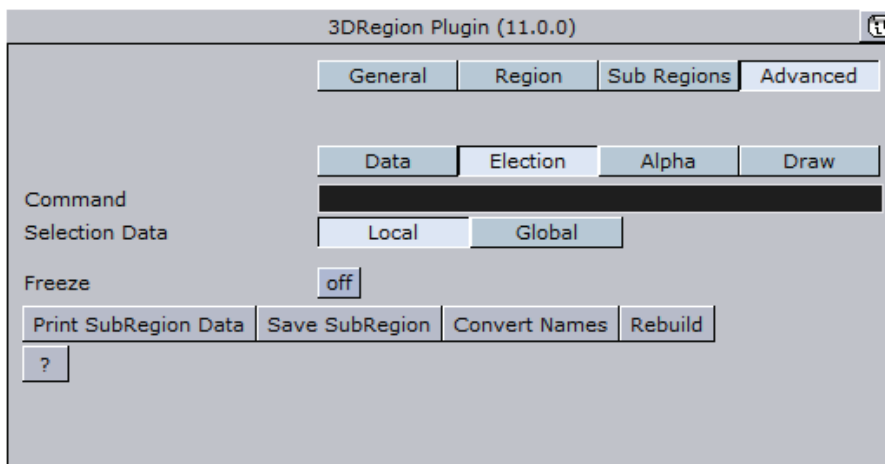 3DRegion Plugin (11.0.0)
General Region Sub Regions Advanced
Data Election Alpha Draw
Command
Selection Data Local Global
Freeze off
Print SubRegion Data Save SubRegion Convert Names Rebuild
?